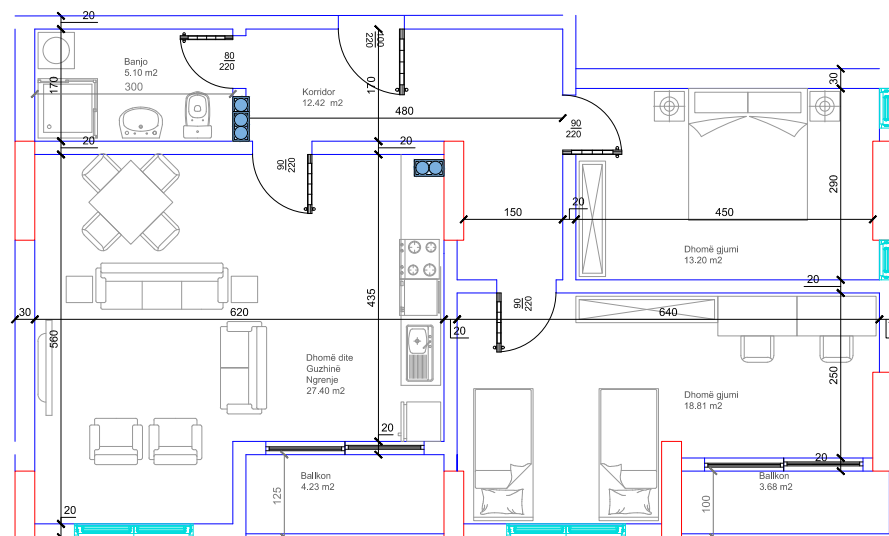 20
80
220
100
220
30
Banjo
5.10 m2
300
170
Korridor
12.42  m2
170
480
90
220
20
20
90
220
290
150
20
450
Dhomë gjumi
13.20 m2
20
30
620
435
20
90
220
640
560
Dhomë dite
Guzhinë
Ngrenje
27.40 m2
250
Dhomë gjumi
18.81 m2
20
20
Ballkon
4.23 m2
125
Ballkon
3.68 m2
100
20